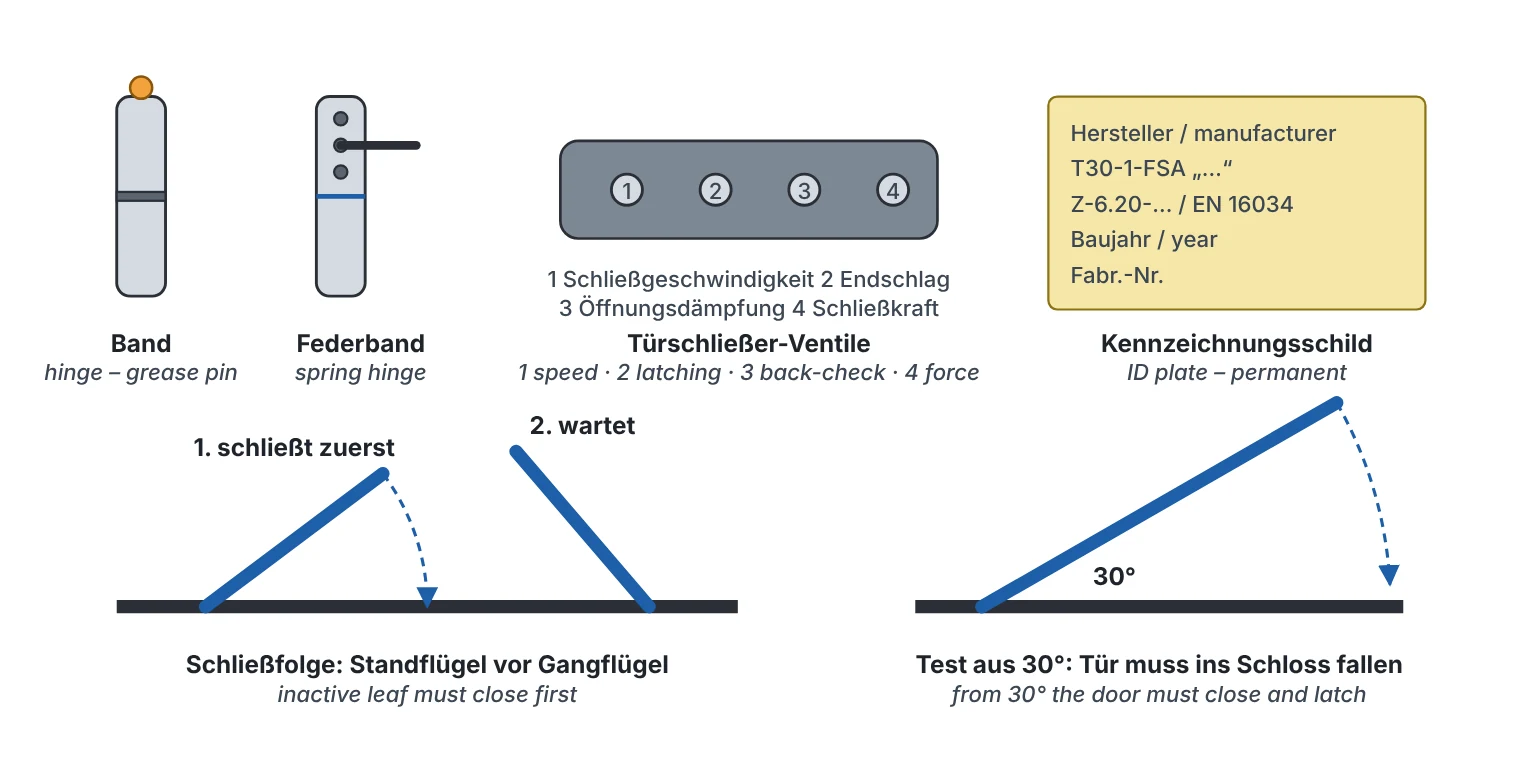 Band
hinge – grease pin
Federband
spring hinge
1
2
3
4
1 Schließgeschwindigkeit 2 Endschlag
3 Öffnungsdämpfung 4 Schließkraft
Türschließer-Ventile
1 speed · 2 latching · 3 back-check · 4 force
Hersteller / manufacturer
T30-1-FSA „…“
Z-6.20-… / EN 16034
Baujahr / year
Fabr.-Nr.
Kennzeichnungsschild
ID plate – permanent
1. schließt zuerst
2. wartet
Schließfolge: Standflügel vor Gangflügel
inactive leaf must close first
30°
Test aus 30°: Tür muss ins Schloss fallen
from 30° the door must close and latch